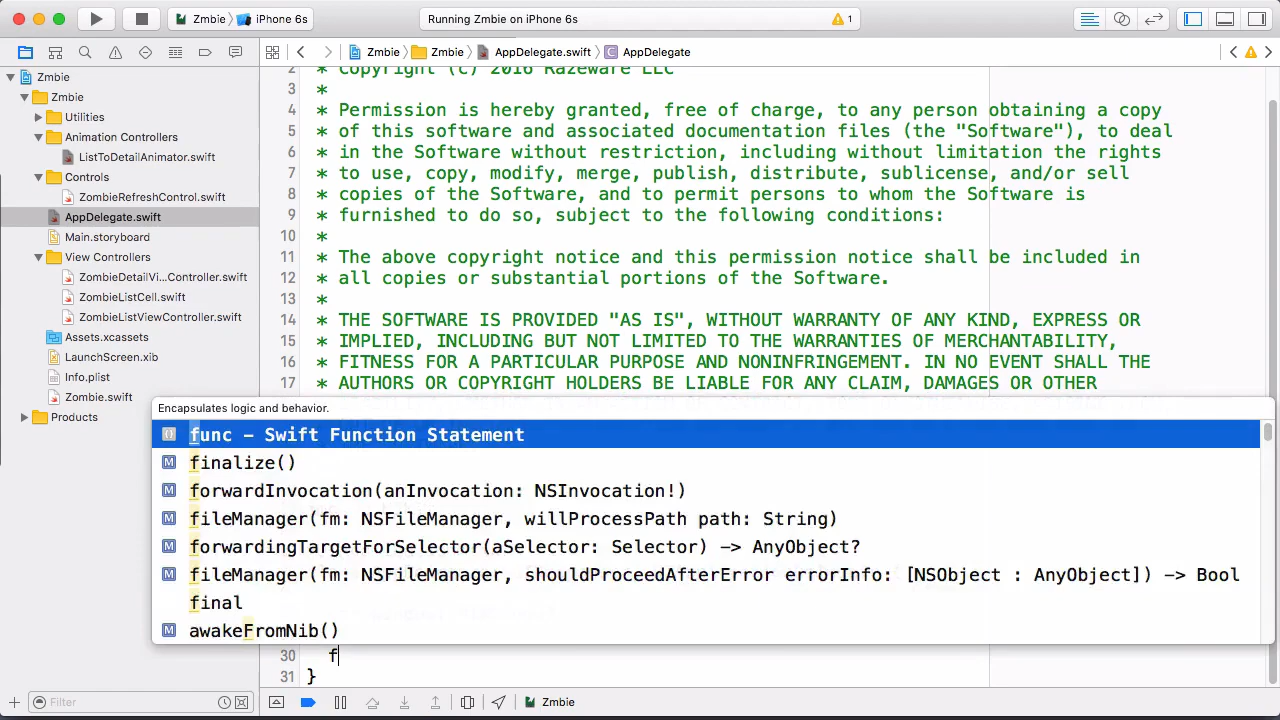 Zmbie iPhone 6s
Running Zmbie on iPhone 6s
1
Zmbie Zmbie AppDelegate.swift AppDelegate
Zmbie
Zmbie
Utilities
Animation Controllers
ListToDetailAnimator.swift
Controls
ZombieRefreshControl.swift
AppDelegate.swift
Main.storyboard
View Controllers
ZombieDetailVi...Controller.swift
ZombieListCell.swift
ZombieListViewController.swift
Assets.xcassets
LaunchScreen.xib
Info.plist
Zombie.swift
Products
Filter
2 * Copyright (c) 2016 Razeware LLC
3 *
4 * Permission is hereby granted, free of charge, to any person obtaining a copy
5 * of this software and associated documentation files (the "Software"), to deal
6 * in the Software without restriction, including without limitation the rights
7 * to use, copy, modify, merge, publish, distribute, sublicense, and/or sell
8 * copies of the Software, and to permit persons to whom the Software is
9 * furnished to do so, subject to the following conditions:
10 *
11 * The above copyright notice and this permission notice shall be included in
12 * all copies or substantial portions of the Software.
13 *
14 * THE SOFTWARE IS PROVIDED "AS IS", WITHOUT WARRANTY OF ANY KIND, EXPRESS OR
15 * IMPLIED, INCLUDING BUT NOT LIMITED TO THE WARRANTIES OF MERCHANTABILITY,
16 * FITNESS FOR A PARTICULAR PURPOSE AND NONINFRINGEMENT. IN NO EVENT SHALL THE
17 * AUTHORS OR COPYRIGHT HOLDERS BE LIABLE FOR ANY CLAIM, DAMAGES OR OTHER
Encapsulates logic and behavior.
func – Swift Function Statement
M finalize()
M forwardInvocation(anInvocation: NSInvocation!)
M fileManager(fm: NSFileManager, willProcessPath path: String)
M forwardingTargetForSelector(aSelector: Selector) -> AnyObject?
M fileManager(fm: NSFileManager, shouldProceedAfterError errorInfo: [NSObject : AnyObject]) -> Bool
final
M awakeFromNib()
30 f
31 }
Zmbie